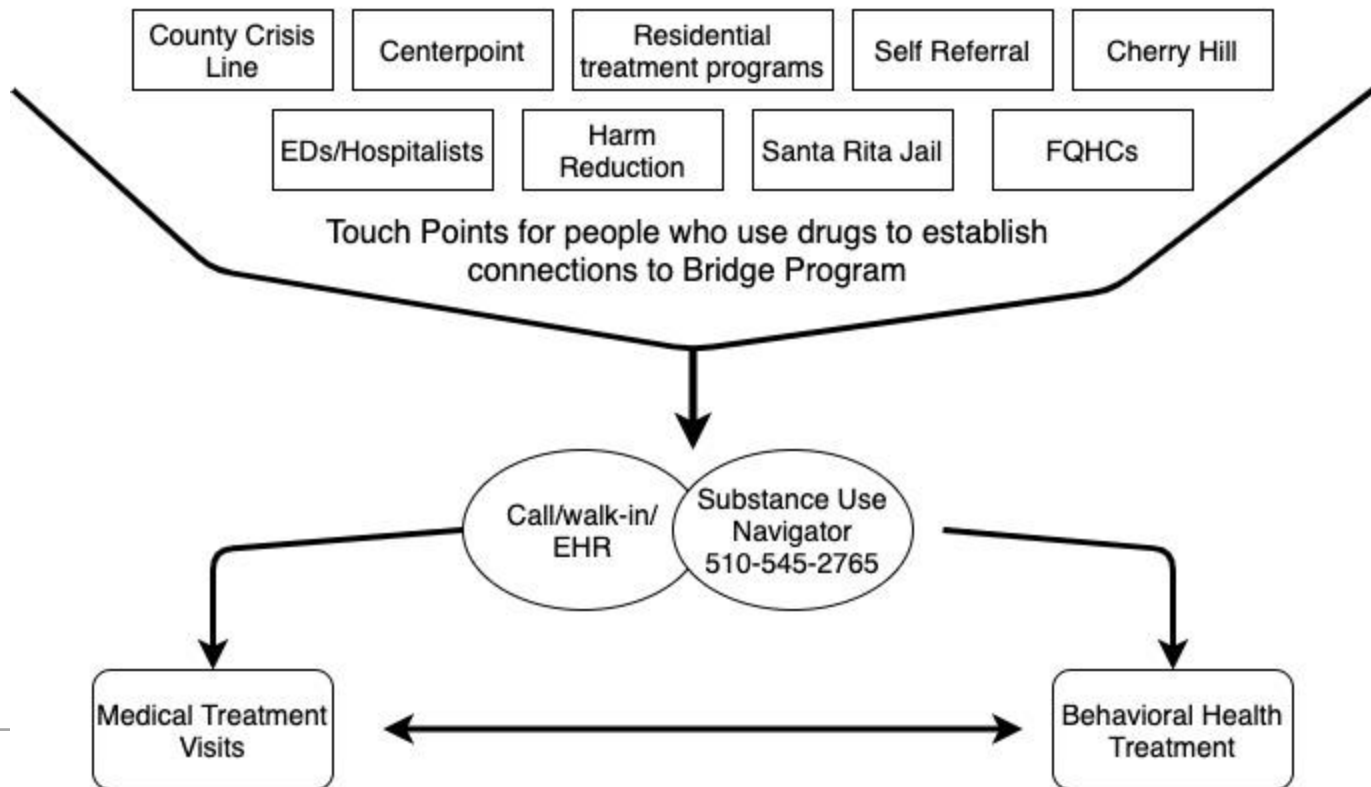 County Crisis
Line
Centerpoint
Residential
treatment programs
Self Referral
Cherry Hill
EDs/Hospitalists
Harm
Reduction
Santa Rita Jail
FQHCs
Touch Points for people who use drugs to establish
connections to Bridge Program
Call/walk-in/
EHR
Substance Use
Navigator
510-545-2765
Medical Treatment
Visits
Behavioral Health
Treatment